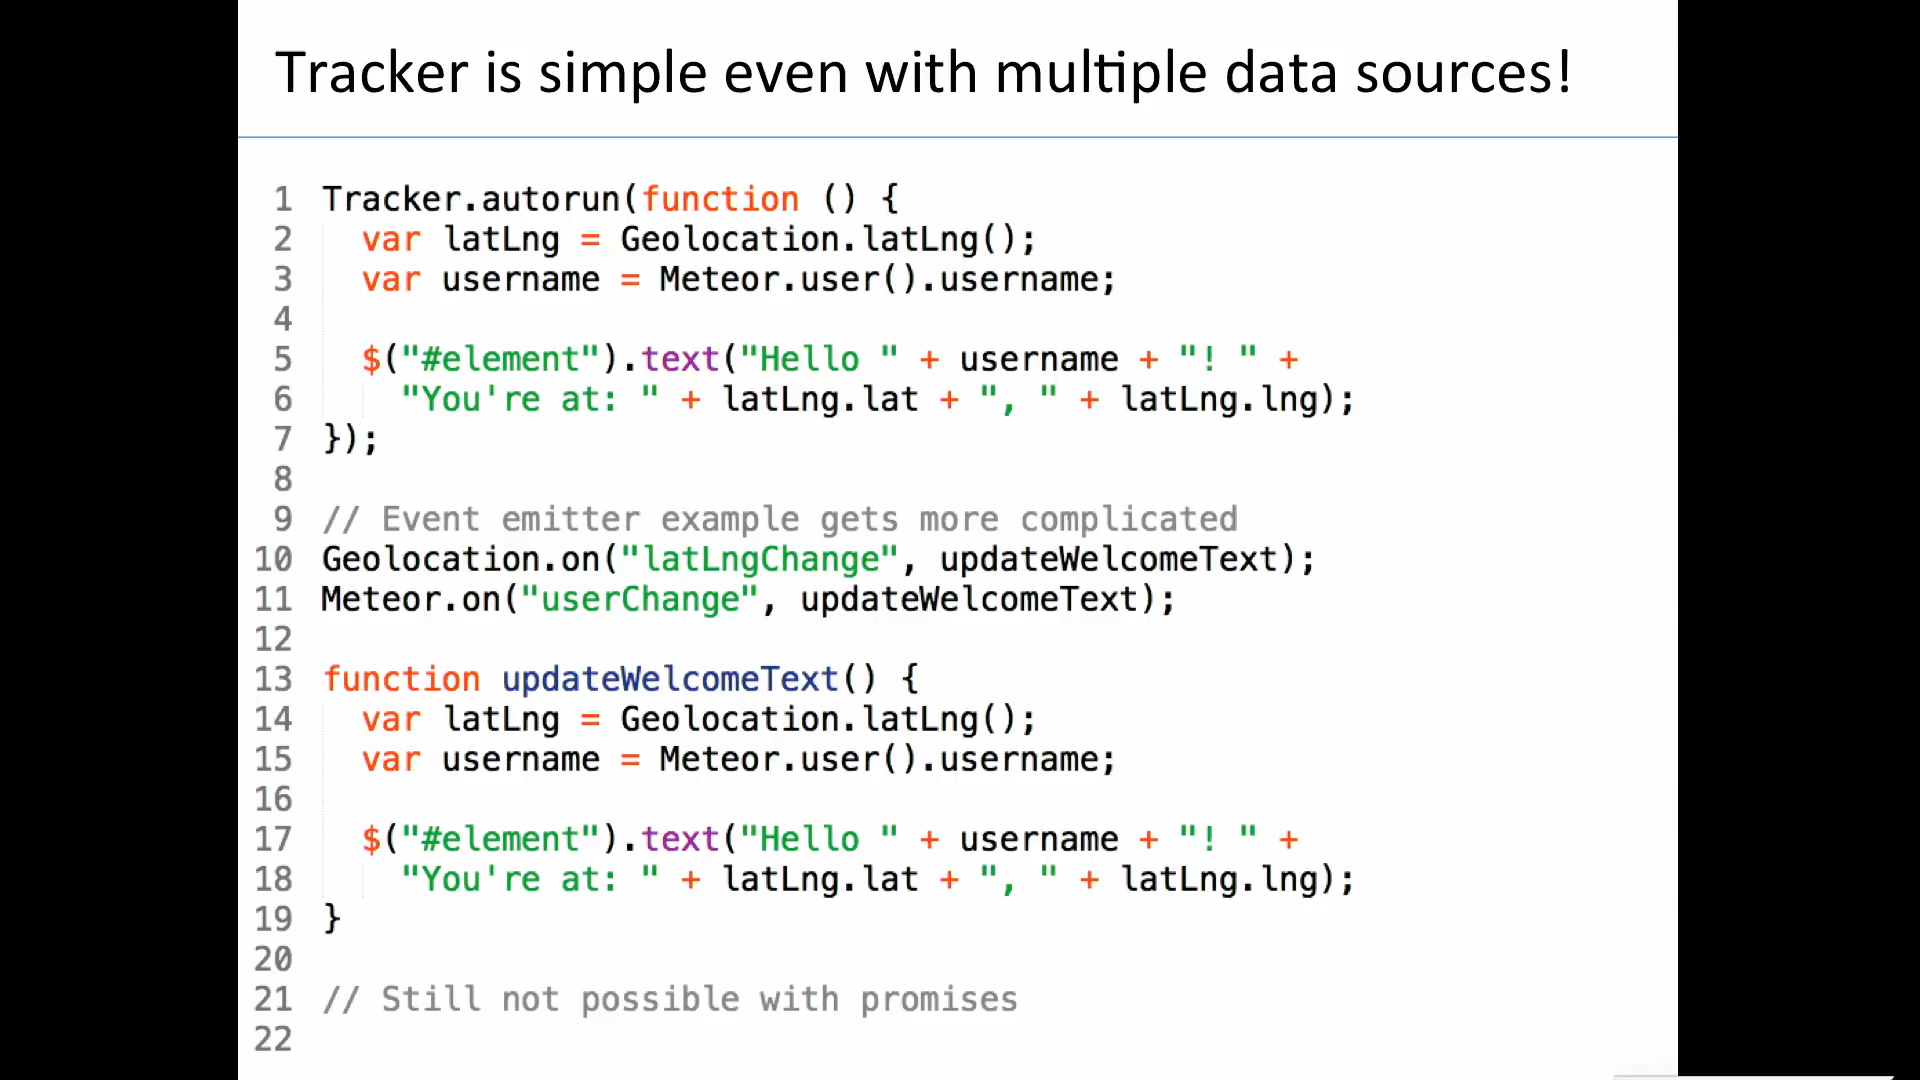 Tracker is simple even with multiple data sources!
1 Tracker.autorun(function () {
2   var latLng = Geolocation.latLng();
3   var username = Meteor.user().username;
4
5   $("#element").text("Hello " + username + "! " +
6     "You're at: " + latLng.lat + ", " + latLng.lng);
7 });
8
9 // Event emitter example gets more complicated
10 Geolocation.on("latLngChange", updateWelcomeText);
11 Meteor.on("userChange", updateWelcomeText);
12
13 function updateWelcomeText() {
14   var latLng = Geolocation.latLng();
15   var username = Meteor.user().username;
16
17   $("#element").text("Hello " + username + "! " +
18     "You're at: " + latLng.lat + ", " + latLng.lng);
19 }
20
21 // Still not possible with promises
22